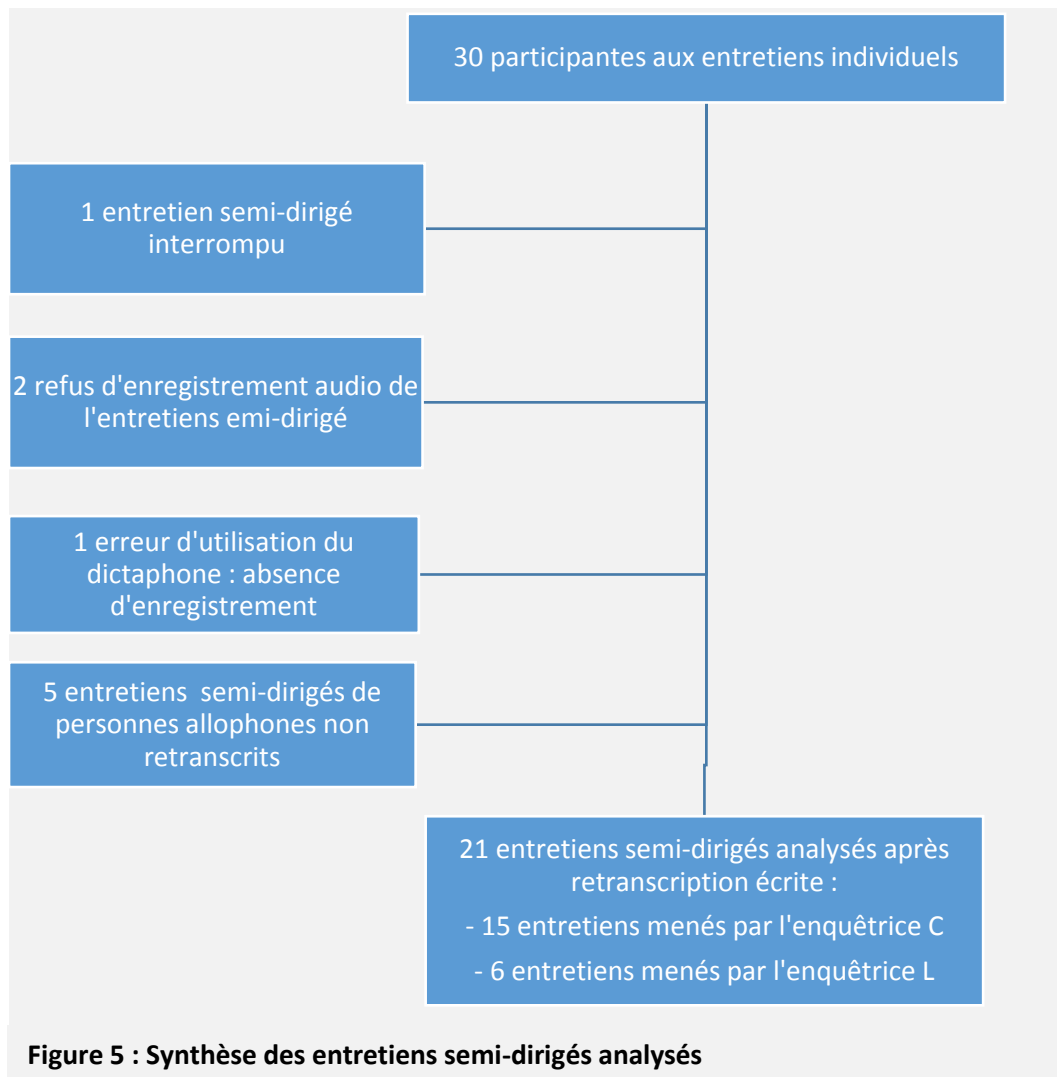 30 participantes aux entretiens individuels
1 entretien semi-dirigé
interrompu
2 refus d'enregistrement audio de
l'entretiens emi-dirigé
1 erreur d'utilisation du
dictaphone : absence
d'enregistrement
5 entretiens  semi-dirigés de
personnes allophones non
retranscrits
21 entretiens semi-dirigés analysés après
retranscription écrite :
- 15 entretiens menés par l'enquêtrice C
- 6 entretiens menés par l'enquêtrice L
Figure 5 : Synthèse des entretiens semi-dirigés analysés